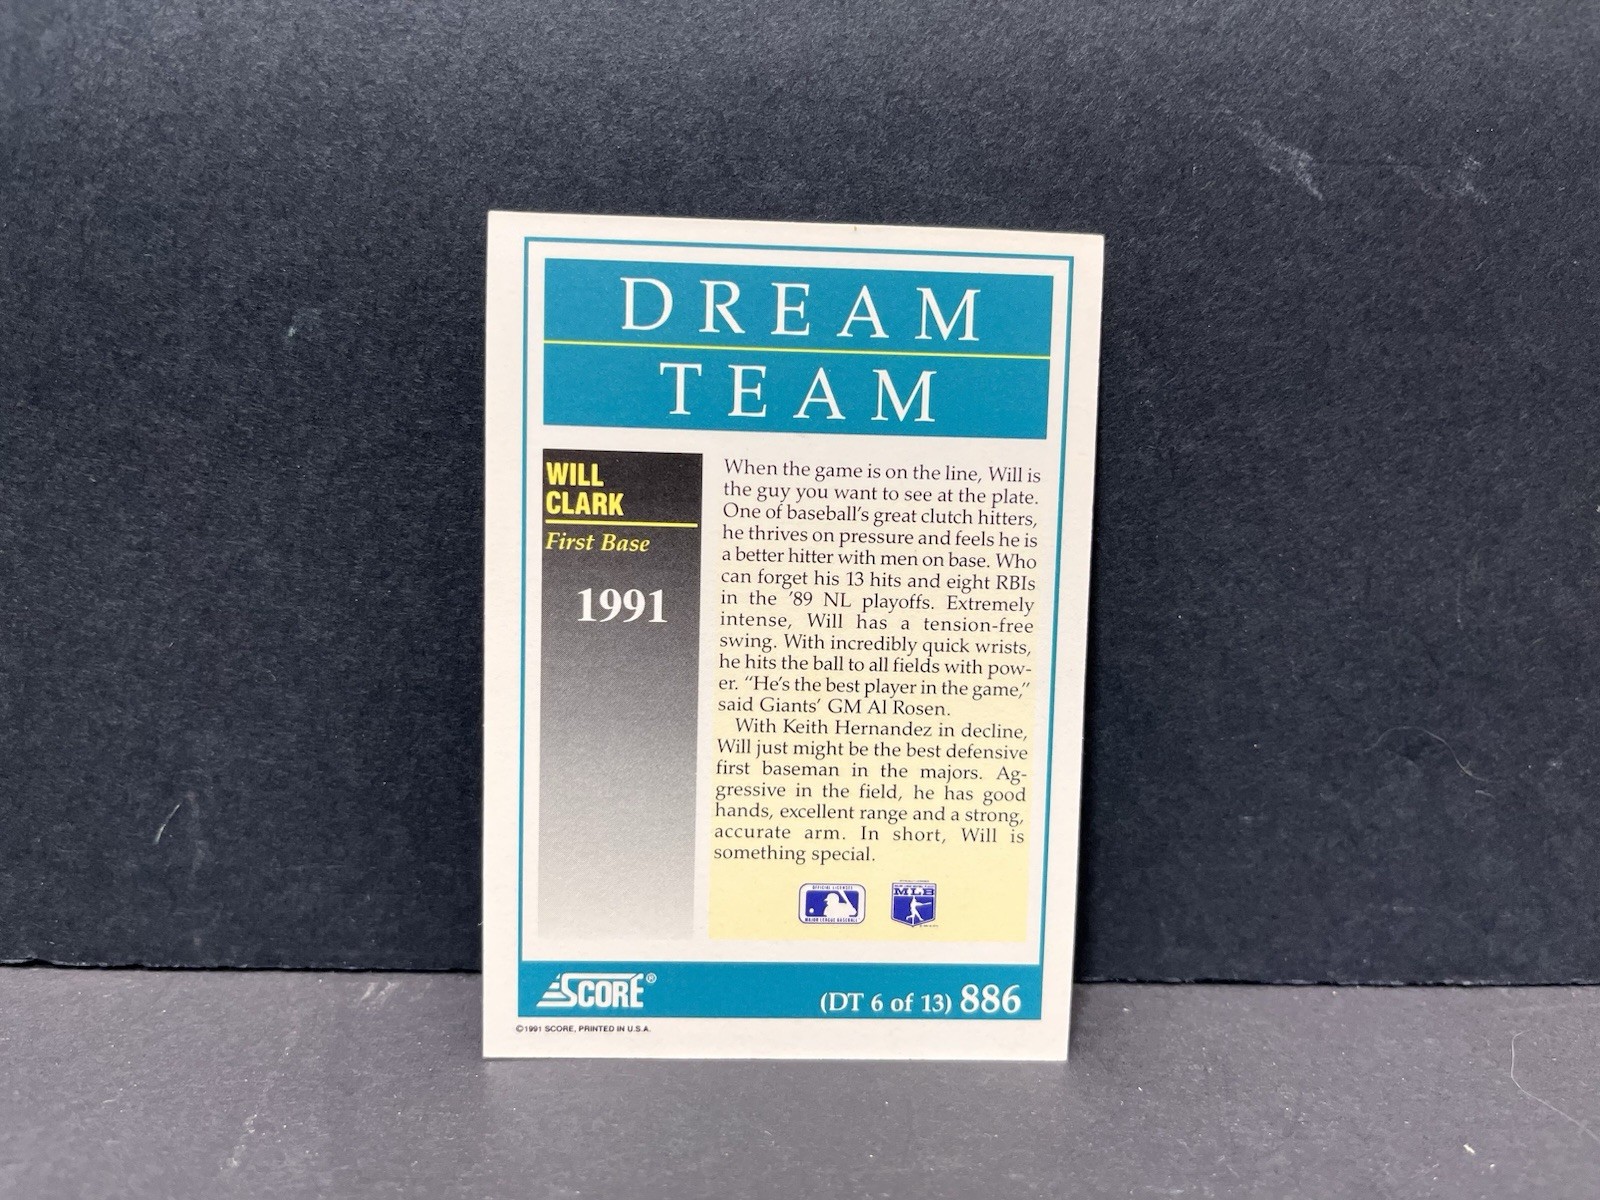 DREAM
TEAM
WILL
CLARK
First Base
1991
When the game is on the line, Will is
the guy you want to see at the plate.
One of baseball's great clutch hitters,
he thrives on pressure and feels he is
a better hitter with men on base. Who
can forget his 13 hits and eight RBIs
in the '89 NL playoffs. Extremely
intense, Will has a tension-free
swing. With incredibly quick wrists,
he hits the ball to all fields with pow-
er. "He's the best player in the game,"
said Giants' GM Al Rosen.
With Keith Hernandez in decline,
Will just might be the best defensive
first baseman in the majors. Ag-
gressive in the field, he has good
hands, excellent range and a strong,
accurate arm. In short, Will is
something special.
OFFICIAL LICENSEE
MAJOR LEAGUE BASEBALL
MLB
SCORE®
(DT 6 of 13) 886
©1991 SCORE, PRINTED IN U.S.A.